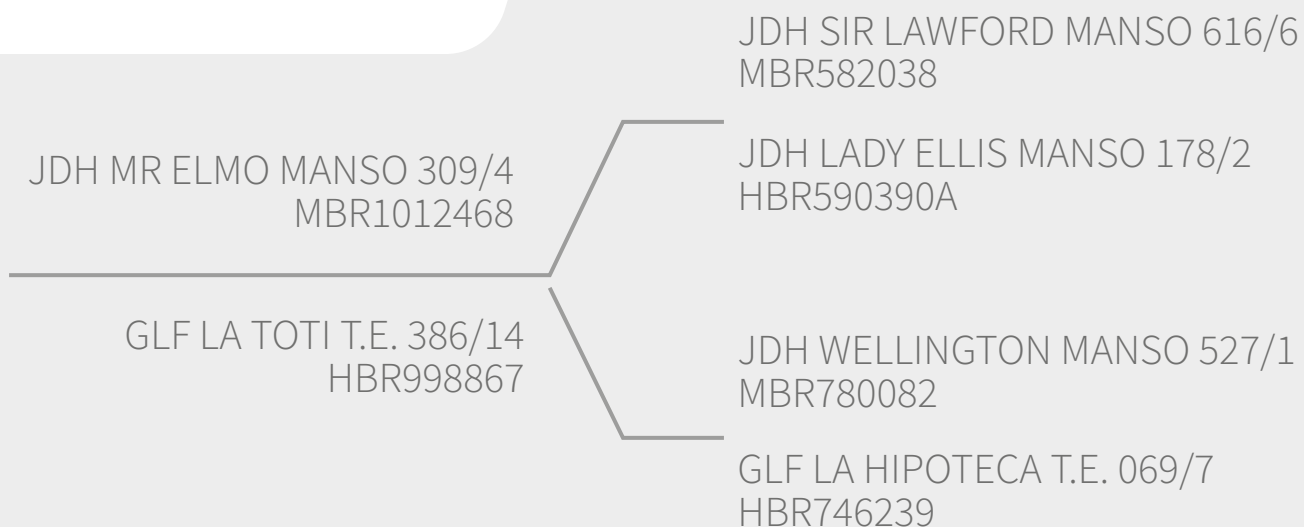 JDH MR ELMO MANSO 309/4
MBR1012468
GLF LA TOTI T.E. 386/14
HBR998867
JDH SIR LAWFORD MANSO 616/6
MBR582038
JDH LADY ELLIS MANSO 178/2
HBR590390A
JDH WELLINGTON MANSO 527/1
MBR780082
GLF LA HIPOTECA T.E. 069/7
HBR746239